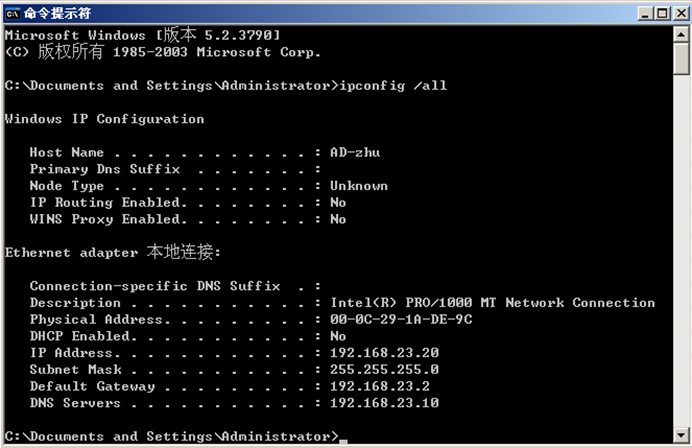 命令提示符
Microsoft Windows [版本 5.2.3790]
(C) 版权所有 1985-2003 Microsoft Corp.
C:\Documents and Settings\Administrator>ipconfig /all
Windows IP Configuration
Host Name . . . . . . . . . . . . : AD-zhu
Primary Dns Suffix . . . . . . . :
Node Type . . . . . . . . . . . . : Unknown
IP Routing Enabled. . . . . . . . : No
WINS Proxy Enabled. . . . . . . . : No
Ethernet adapter 本地连接:
Connection-specific DNS Suffix . :
Description . . . . . . . . . . . : Intel(R) PRO/1000 MT Network Connection
Physical Address. . . . . . . . . : 00-0C-29-1A-DE-9C
DHCP Enabled. . . . . . . . . . . : No
IP Address. . . . . . . . . . . . : 192.168.23.20
Subnet Mask . . . . . . . . . . . : 255.255.255.0
Default Gateway . . . . . . . . . : 192.168.23.2
DNS Servers . . . . . . . . . . . : 192.168.23.10
C:\Documents and Settings\Administrator>_